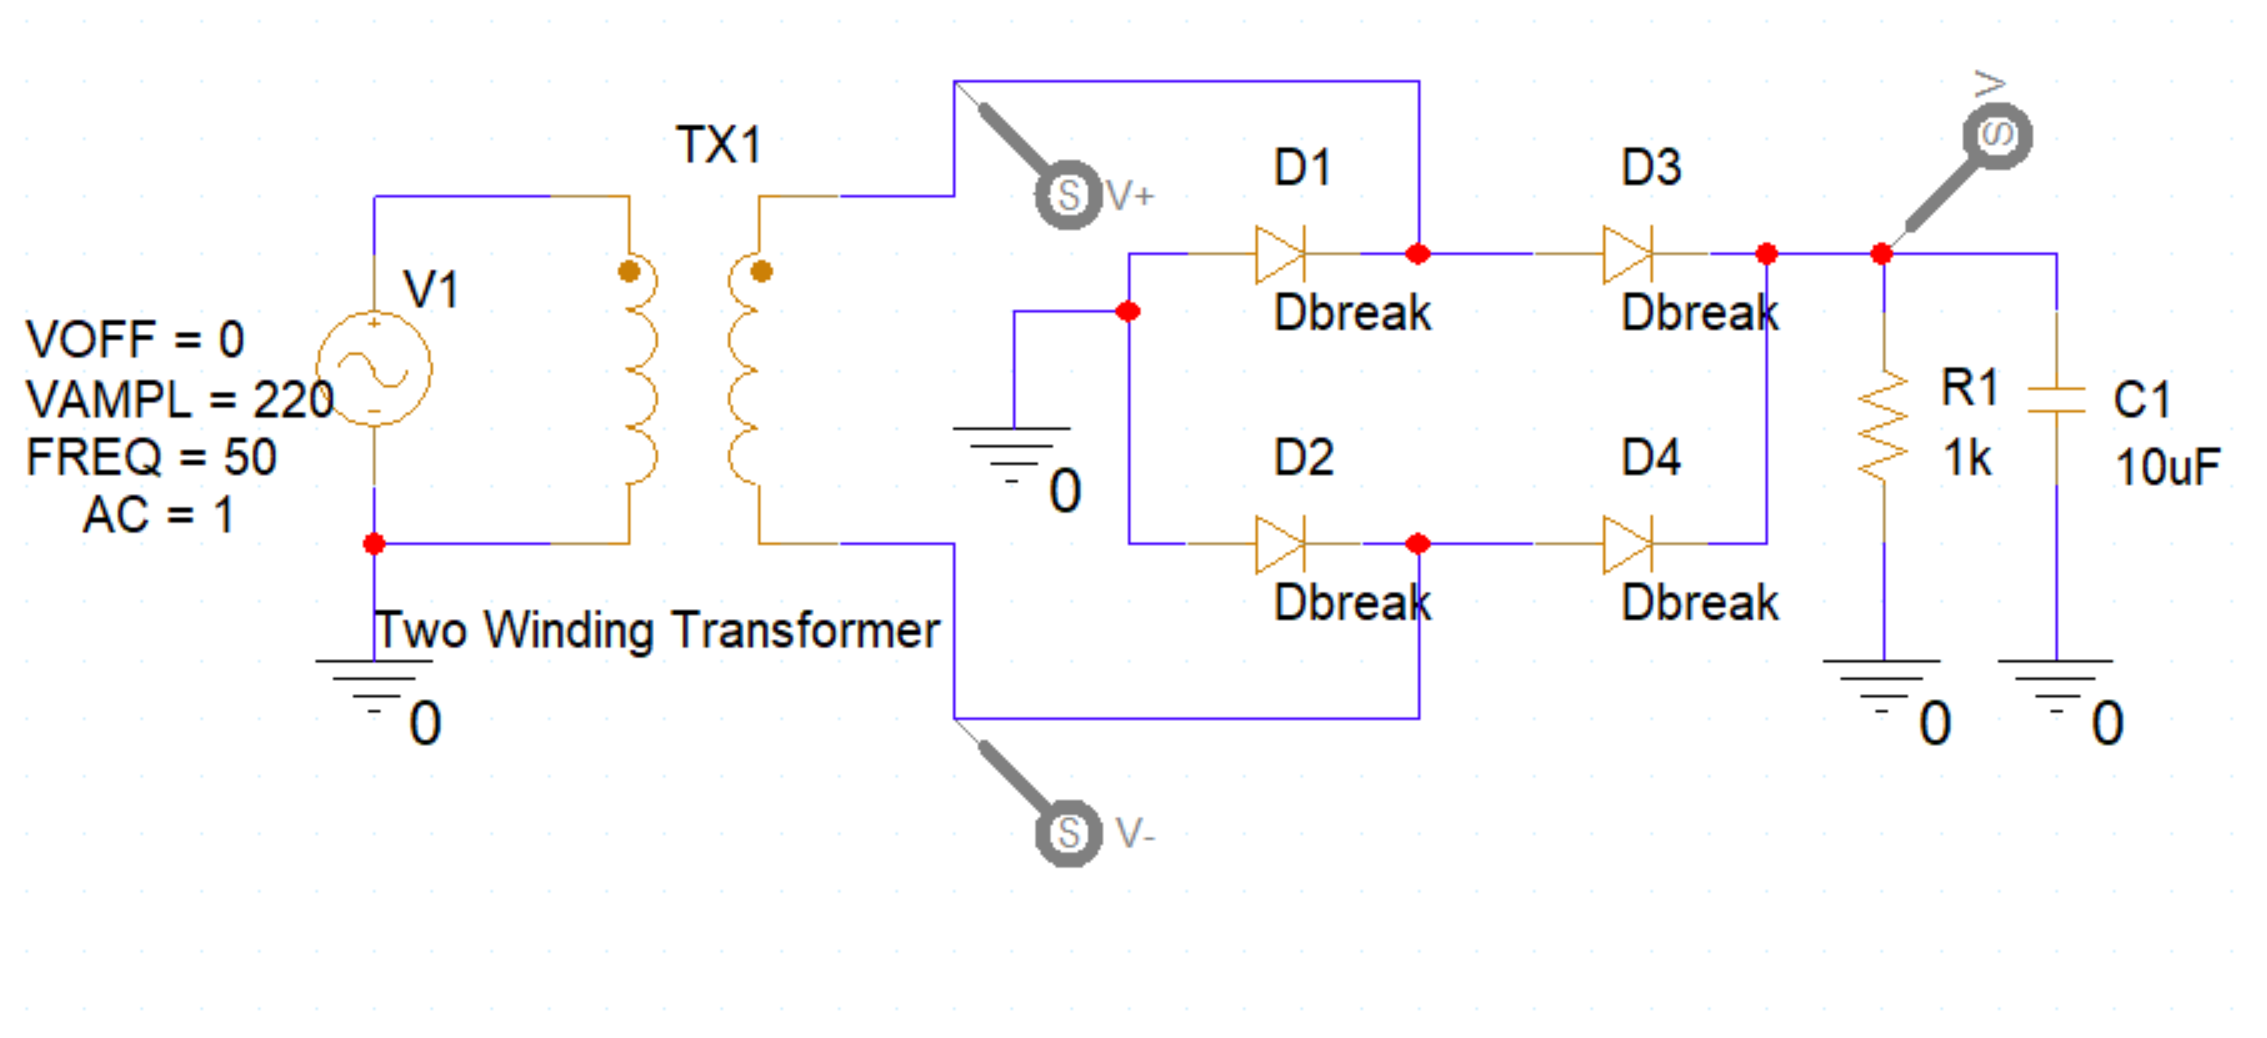 V
TX1
D1
D3
S
S
V+
V1
VOFF = 0
VAMPL = 220
FREQ = 50
AC = 1
Dbreak
Dbreak
R1
1k
C1
10uF
D2
D4
0
Dbreak
Dbreak
Two Winding Transformer
0
0
0
S
V-